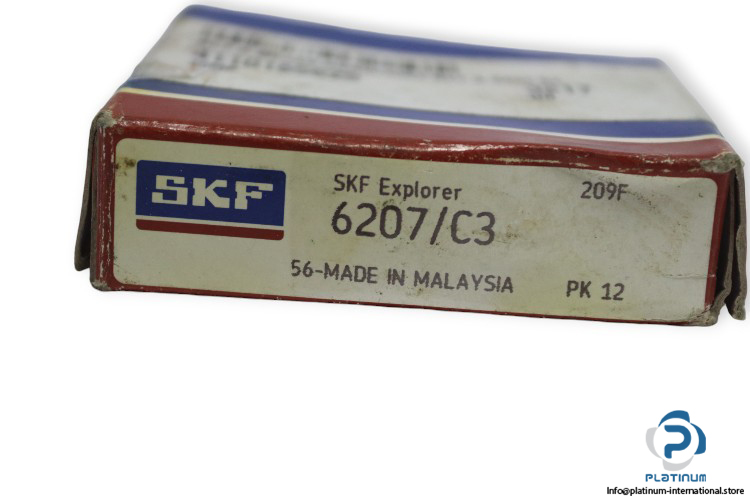 SKF
SKF Explorer
209F
6207/C3
56-MADE IN MALAYSIA
PK 12
PLATINUM
Info@platinum-international.store